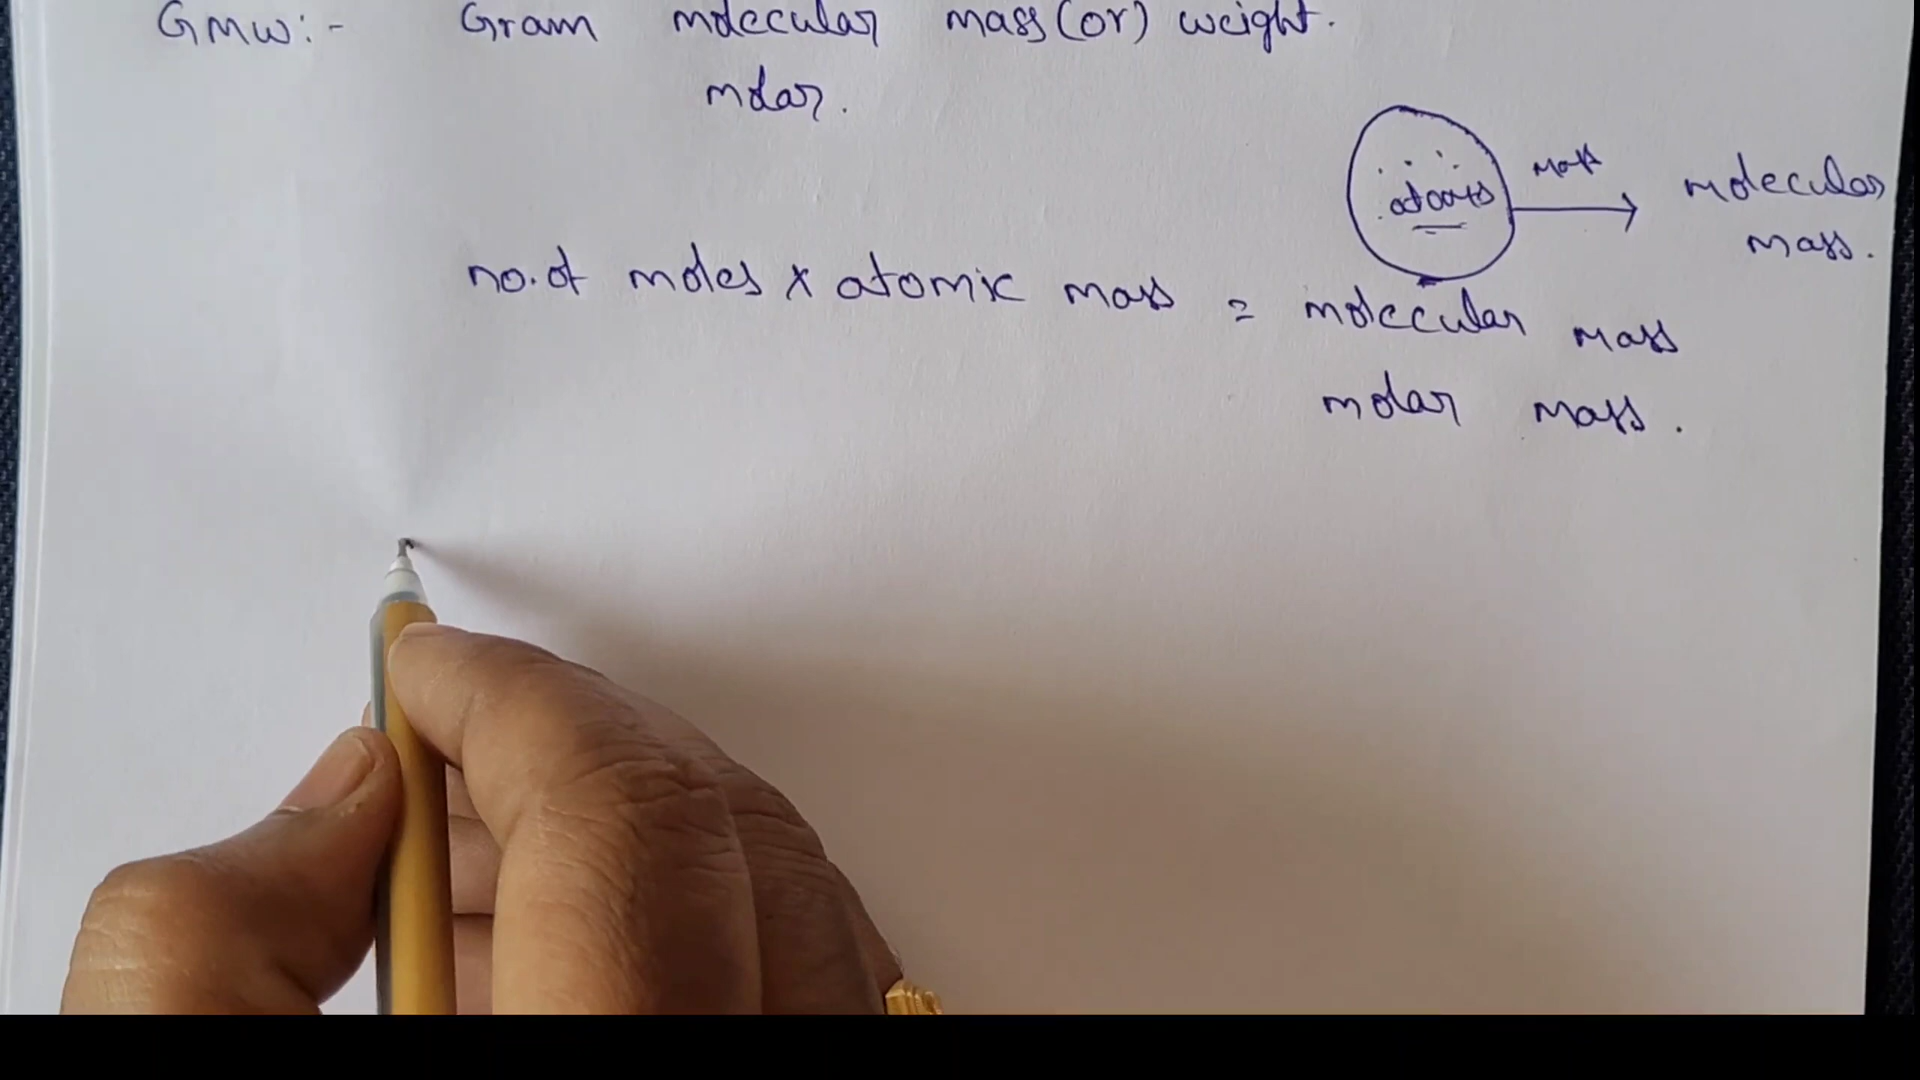 GMW:- Gram molecular mass (or) weight.
molar.
atoms mass molecular
mass.
no. of moles x atomic mass = molecular mass
molar mass.